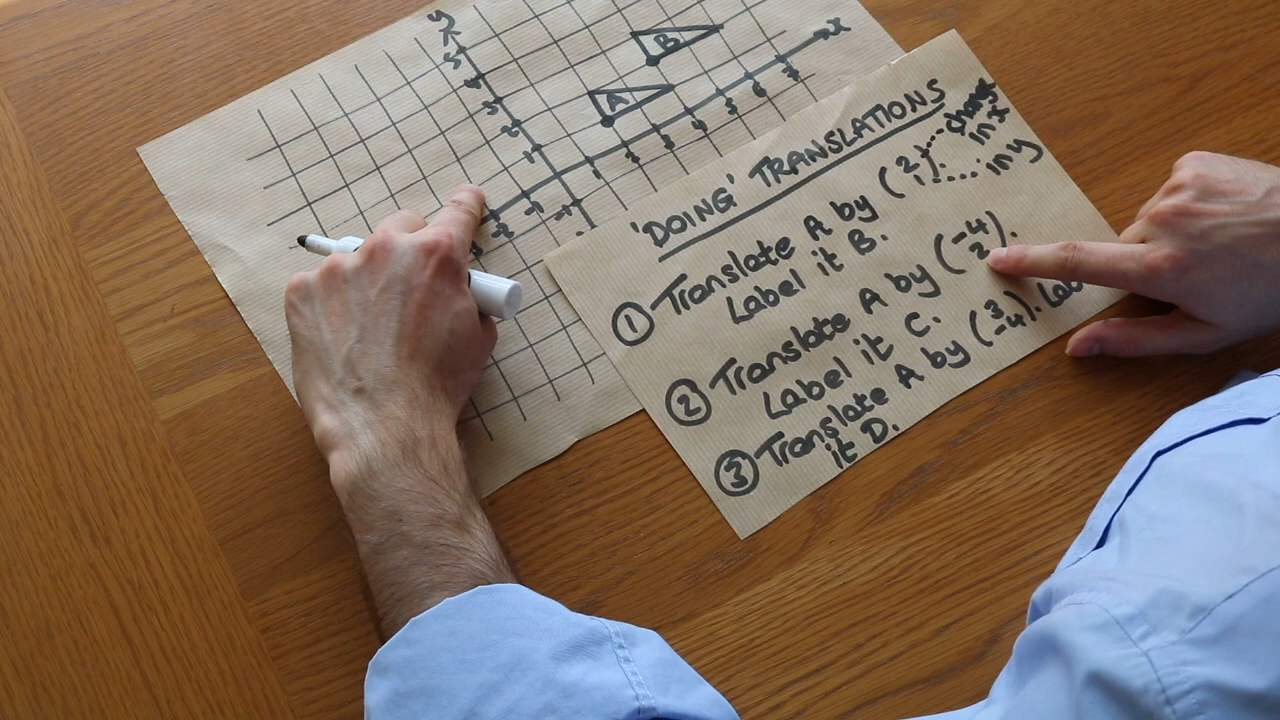 y
5
4
3
2
1
-3 -2 -1 -1 1 2 3 4 5 6 7
x
A
B
'DOING' TRANSLATIONS
① Translate A by (2 1). change in x
in y
Label it B.
② Translate A by (-4 2).
Label it C.
③ Translate A by (3 -4). Lab
it D.